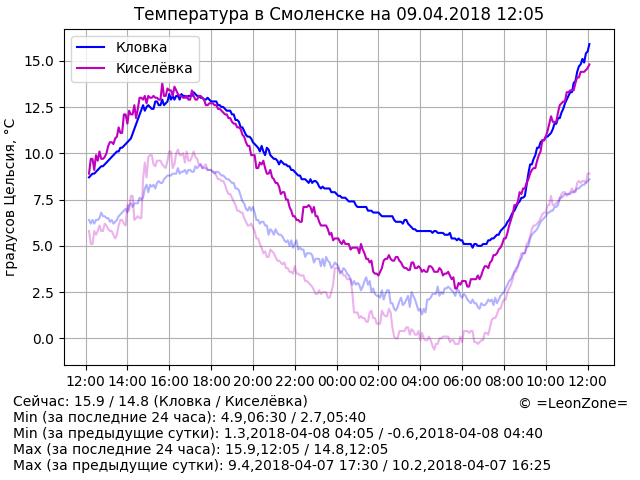 Температура в Смоленске на 09.04.2018 12:05
Кловка
Киселёвка
градусов Цельсия, °C
15.0
12.5
10.0
7.5
5.0
2.5
0.0
12:00 14:00 16:00 18:00 20:00 22:00 00:00 02:00 04:00 06:00 08:00 10:00 12:00
Сейчас: 15.9 / 14.8 (Кловка / Киселёвка)
© =LeonZone=
Min (за последние 24 часа): 4.9,06:30 / 2.7,05:40
Min (за предыдущие сутки): 1.3,2018-04-08 04:05 / -0.6,2018-04-08 04:40
Max (за последние 24 часа): 15.9,12:05 / 14.8,12:05
Max (за предыдущие сутки): 9.4,2018-04-07 17:30 / 10.2,2018-04-07 16:25